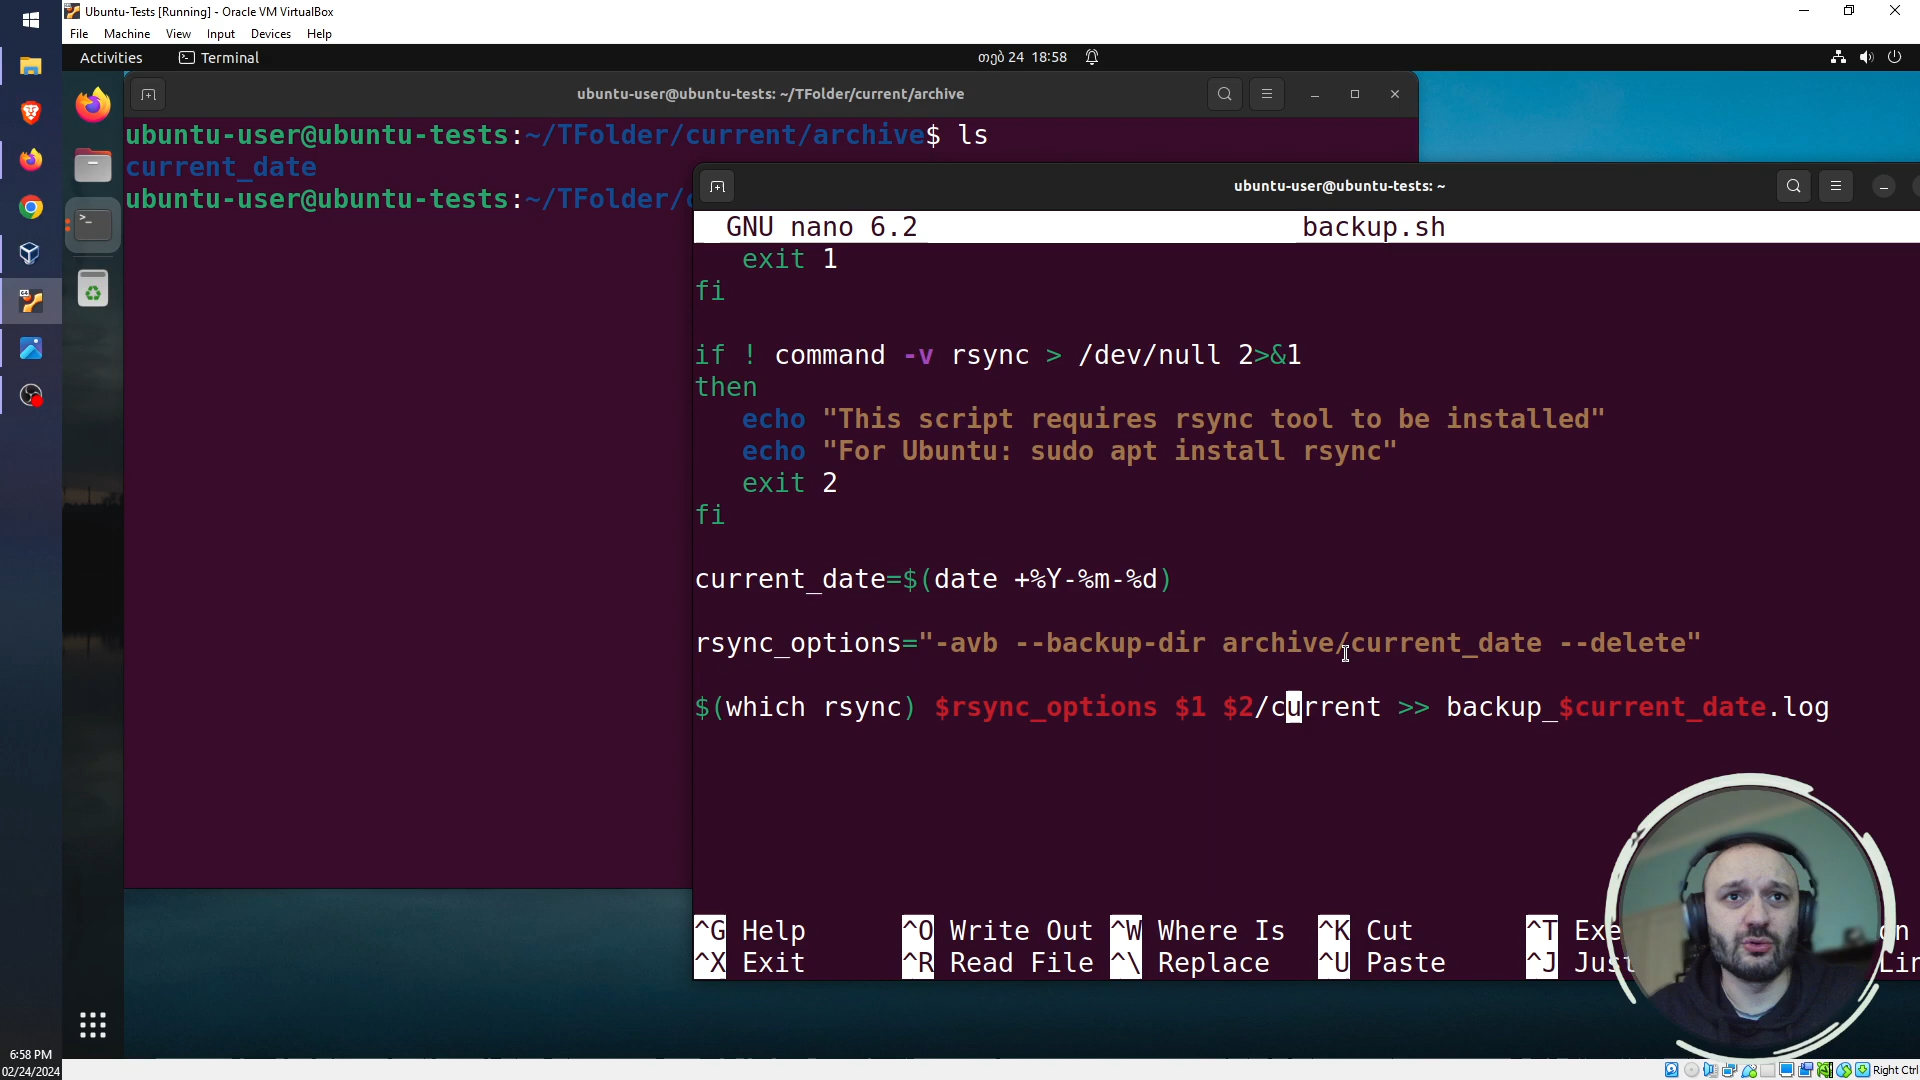 Ubuntu-Tests [Running] - Oracle VM VirtualBox
File Machine View Input Devices Help
Activities Terminal თებ 24 18:58
ubuntu-user@ubuntu-tests: ~/TFolder/current/archive
ubuntu-user@ubuntu-tests:~/TFolder/current/archive$ ls
current_date
ubuntu-user@ubuntu-tests:~/TFolder/
ubuntu-user@ubuntu-tests: ~
GNU nano 6.2 backup.sh
exit 1
fi
if ! command -v rsync > /dev/null 2>&1
then
echo "This script requires rsync tool to be installed"
echo "For Ubuntu: sudo apt install rsync"
exit 2
fi
current_date=$(date +%Y-%m-%d)
rsync_options="-avb --backup-dir archive/current_date --delete"
$(which rsync) $rsync_options $1 $2/current >> backup_$current_date.log
^G Help ^O Write Out ^W Where Is ^K Cut ^T Exe
^X Exit ^R Read File ^\ Replace ^U Paste ^J Jus
6:58 PM
02/24/2024
Right Ctrl